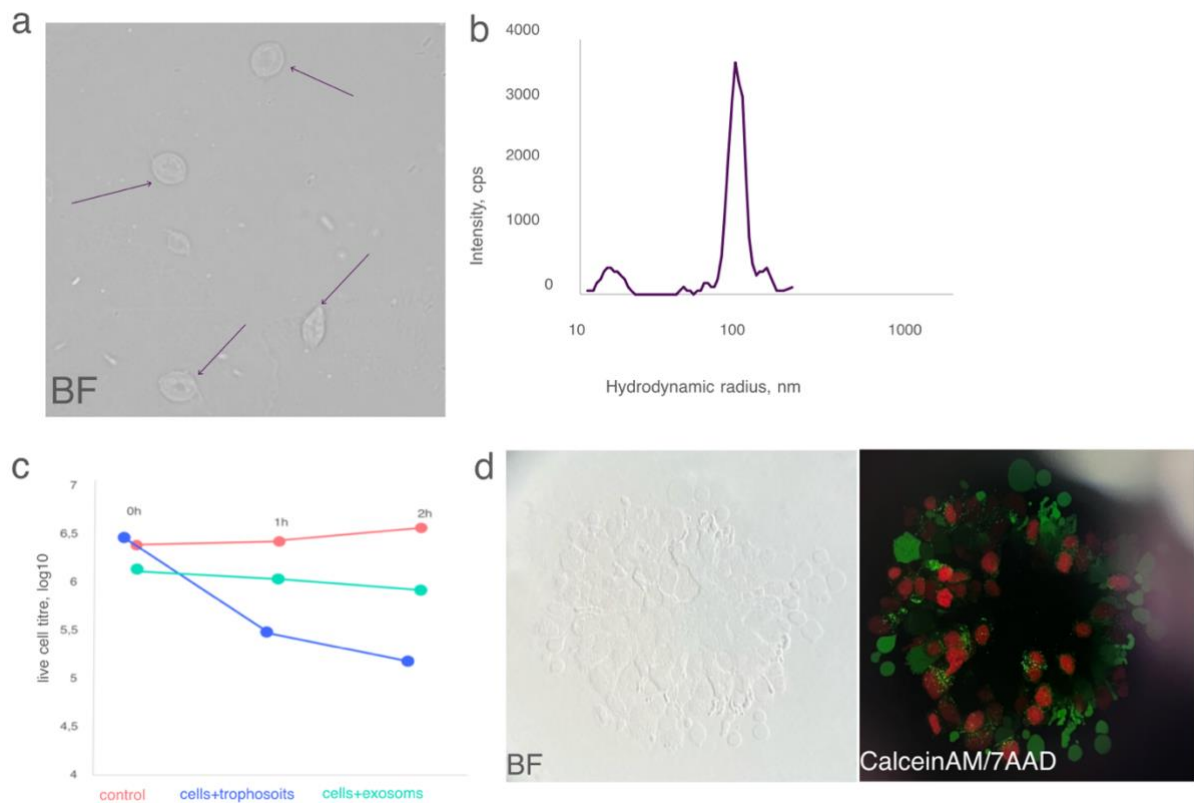 a
BF
b
4000
3000
2000
1000
0
Intensity, cps
10
100
1000
Hydrodynamic radius, nm
c
7
6,5
6
5,5
5
4,5
4
live cell titre, log10
0h
1h
2h
control
cells+trophosoits
cells+exosoms
d
BF
CalceinAM/7AAD